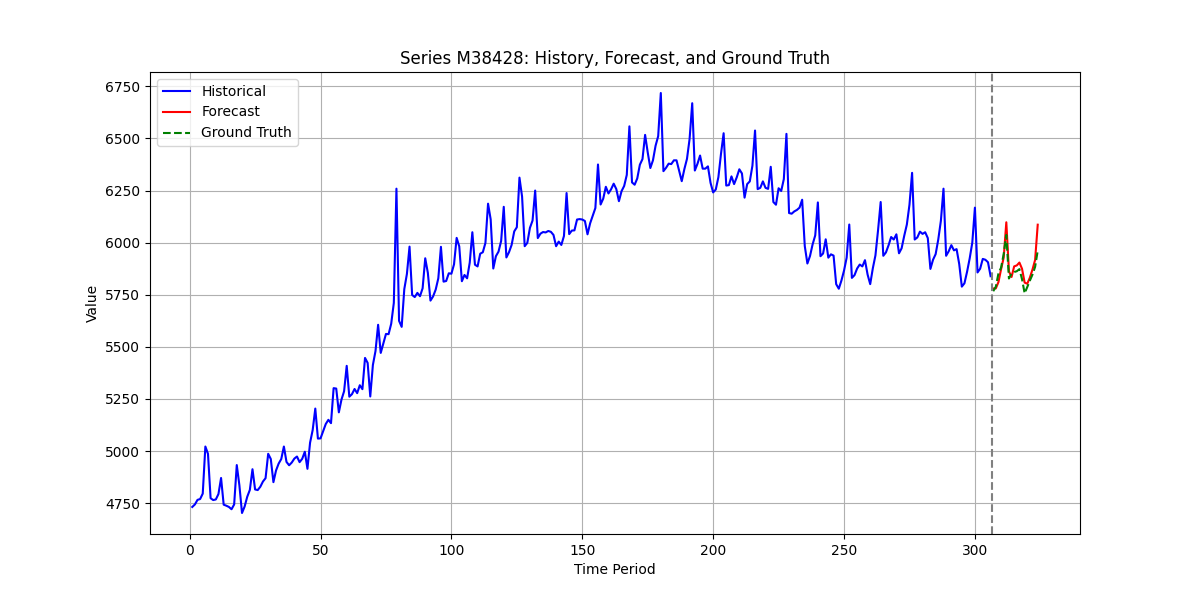 Series M38428: History, Forecast, and Ground Truth
Historical
Forecast
Ground Truth
6750
6500
6250
6000
5750
5500
5250
5000
4750
Value
0 50 100 150 200 250 300
Time Period